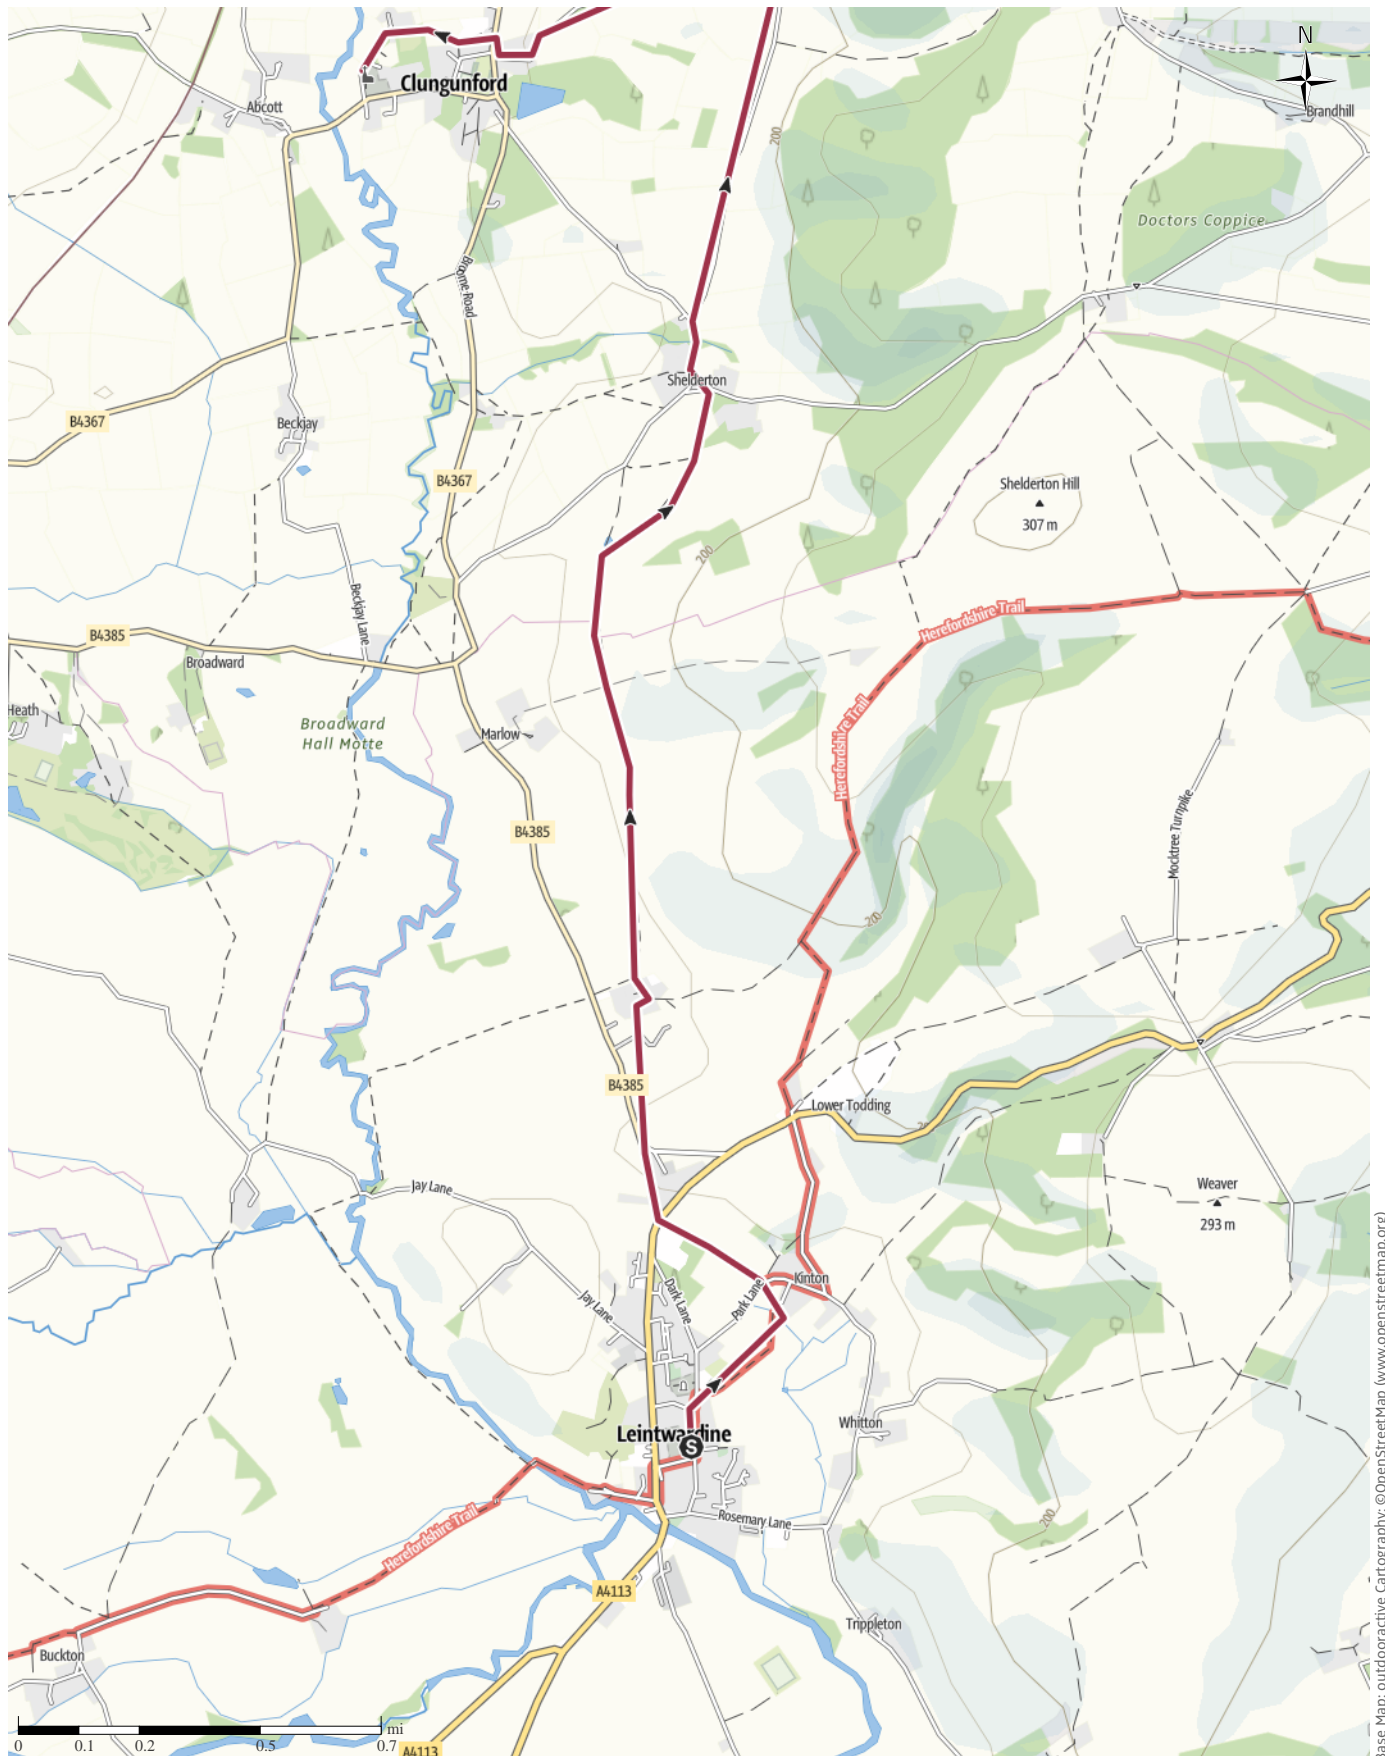 N
Clungunford
Abcott
Brandhill
200
Doctors Coppice
Broome Road
Shelderton
B4367
Beckjay
B4367
Shelderton Hill
307 m
200
Beckjay Lane
Herefordshire Trail
B4385
Broadward
Heath
Broadward
Hall Motte
Marlow
Herefordshire Trail
B4385
Mocktree Turnpike
200
B4385
Lower Todding
Jay Lane
Weaver
293 m
Kinton
Dark Lane
Park Lane
Jay Lane
Whitton
Leintwardine
S
Rosemary Lane
200
Herefordshire Trail
A4113
Trippleton
Buckton
mi
0
0.1
0.2
0.5
0.7
A4113
ase Map: outdooractive Cartography: ©OpenStreetMap (www.openstreetmap.org)